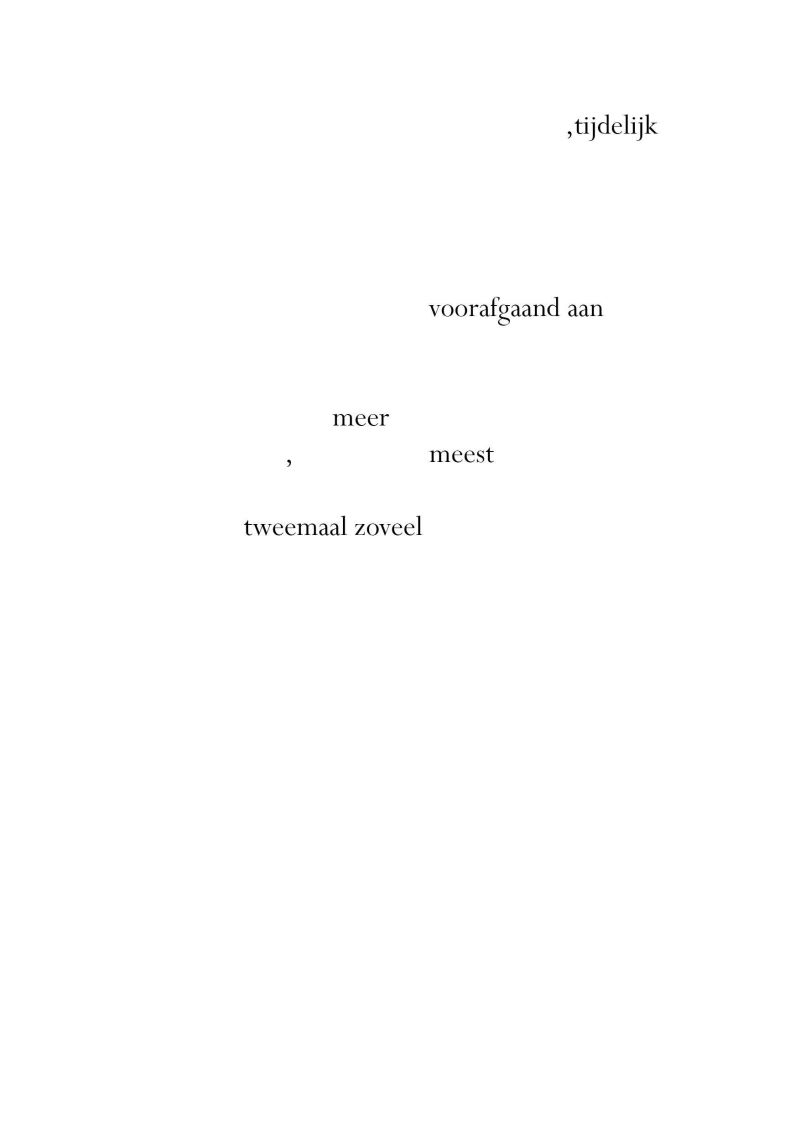 ,tijdelijk
voorafgaand aan
meer
, meest
tweemaal zoveel